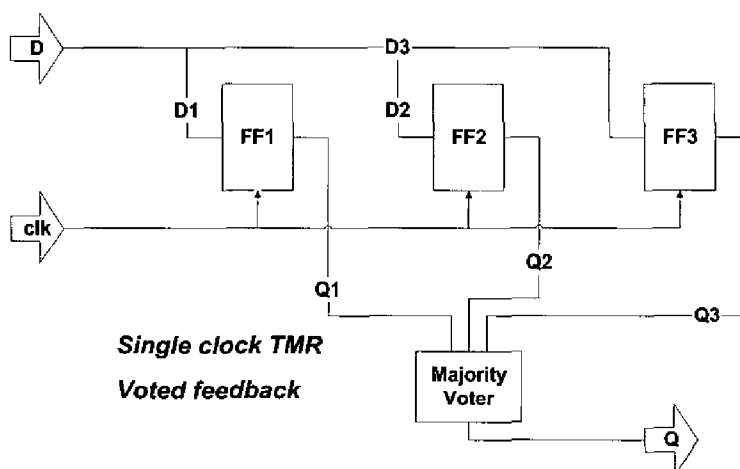 D
D3
D1
D2
FF1
FF2
FF3
clk
Q2
Q1
Q3
Single clock TMR
Voted feedback
Majority
Voter
Q